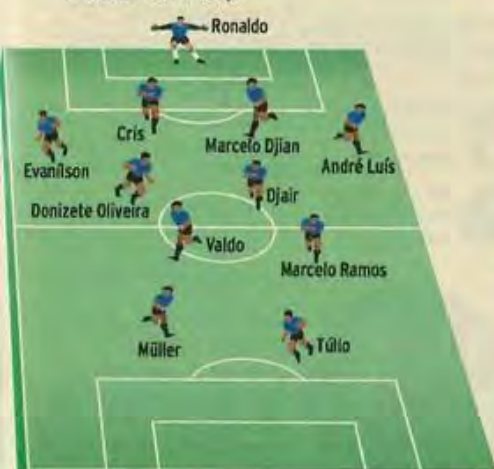 Ronaldo
Cris
Marcelo Djian
Evanílson
André Luís
Donizete Oliveira
Djair
Valdo
Marcelo Ramos
Müller
Túlio